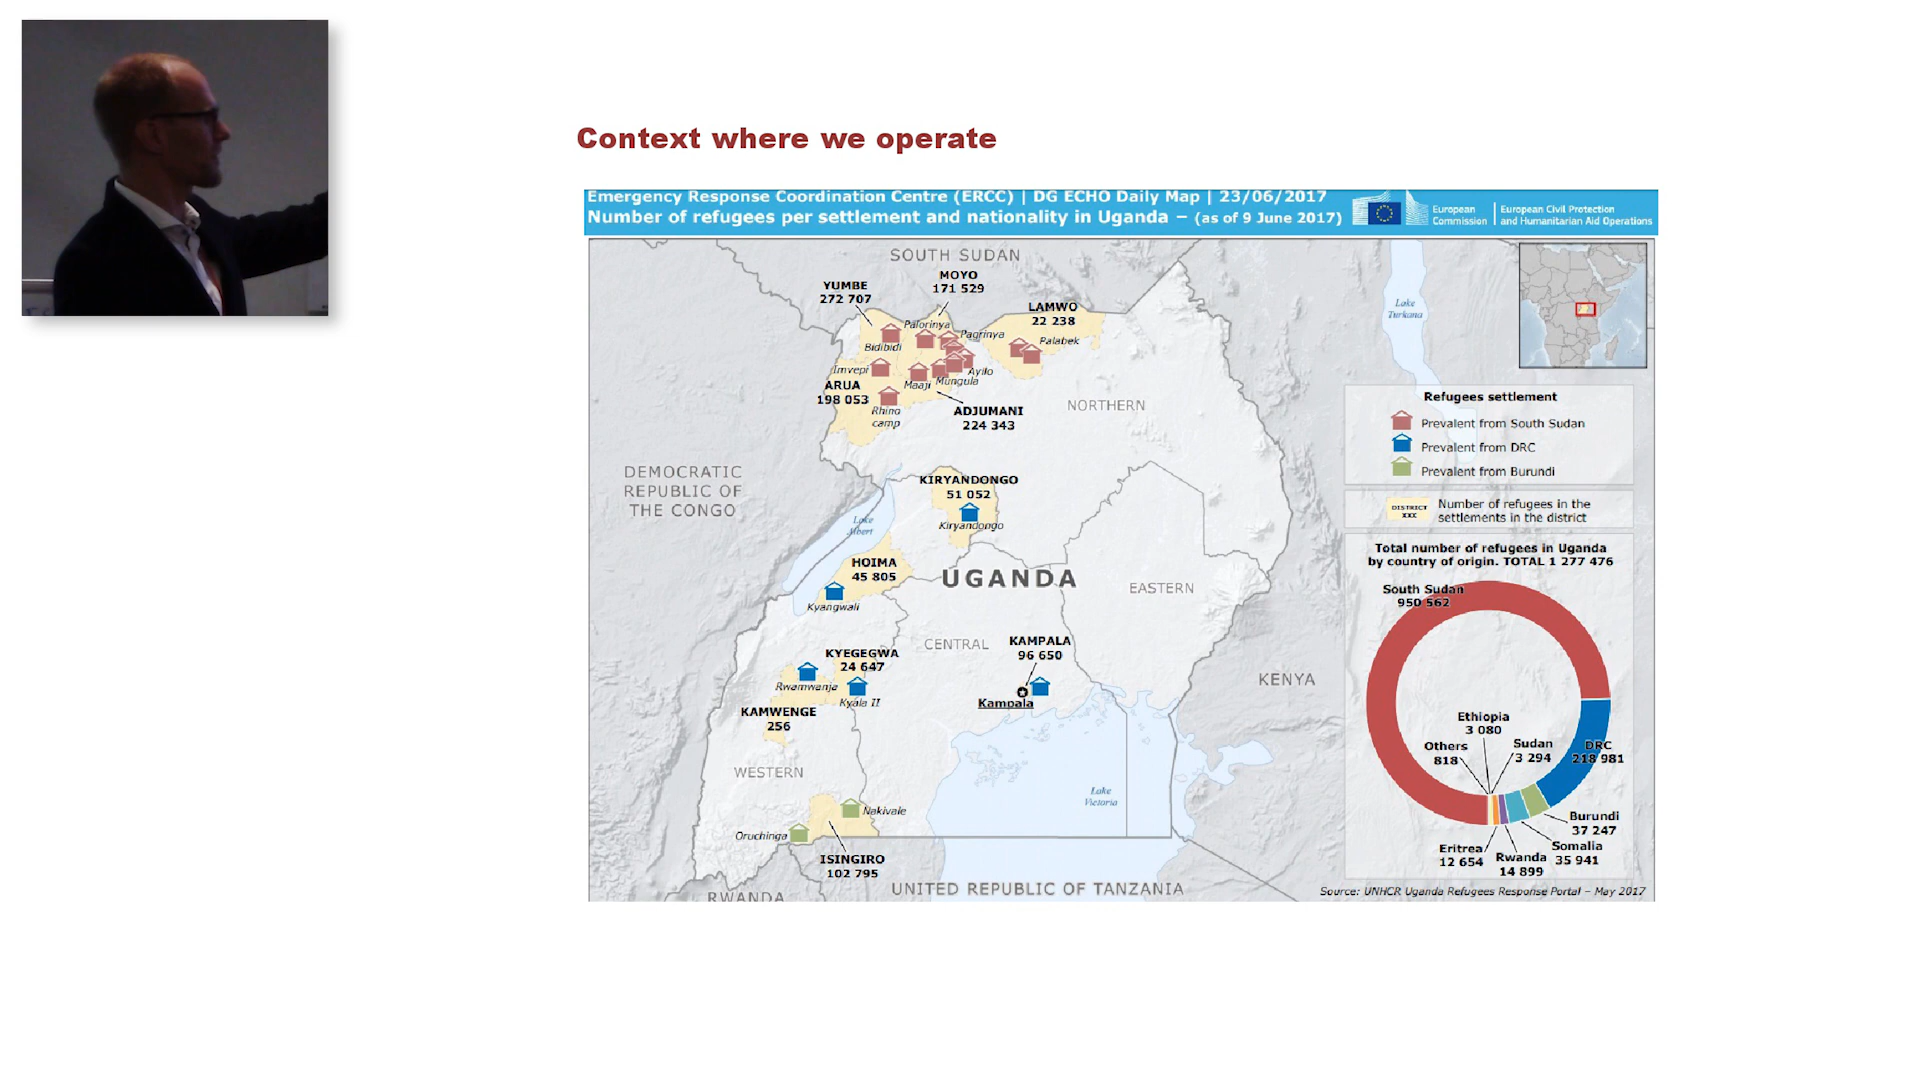 Context where we operate
Emergency Response Coordination Centre (ERCC) | DG ECHO Daily Map | 23/06/2017
Number of refugees per settlement and nationality in Uganda – (as of 9 June 2017)
European
Commission
European Civil Protection
and Humanitarian Aid Operations
SOUTH SUDAN
MOYO
171 529
YUMBE
272 707
LAMWO
22 238
Palorinya
Pagrinya
Palabek
Bidibidi
Imvepi
Ayilo
Maaji
Mungula
ARUA
198 053
Rhino
camp
ADJUMANI
224 343
NORTHERN
Lake
Turkana
DEMOCRATIC
REPUBLIC OF
THE CONGO
KIRYANDONGO
51 052
Kiryandongo
Lake
Albert
HOIMA
45 805
Kyangwali
UGANDA
EASTERN
CENTRAL
KAMPALA
96 650
Kampala
KYEGEGWA
24 647
Rwamwanja
Kyaka II
KAMWENGE
256
KENYA
WESTERN
Lake
Victoria
Nakivale
Oruchinga
ISINGIRO
102 795
RWANDA
UNITED REPUBLIC OF TANZANIA
Refugees settlement
Prevalent from South Sudan
Prevalent from DRC
Prevalent from Burundi
DISTRICT
XXX
Number of refugees in the
settlements in the district
Total number of refugees in Uganda
by country of origin. TOTAL 1 277 476
South Sudan
950 562
Ethiopia
3 080
Others
818
Sudan
3 294
DRC
218 981
Burundi
37 247
Somalia
35 941
Eritrea
12 654
Rwanda
14 899
Source: UNHCR Uganda Refugees Response Portal – May 2017